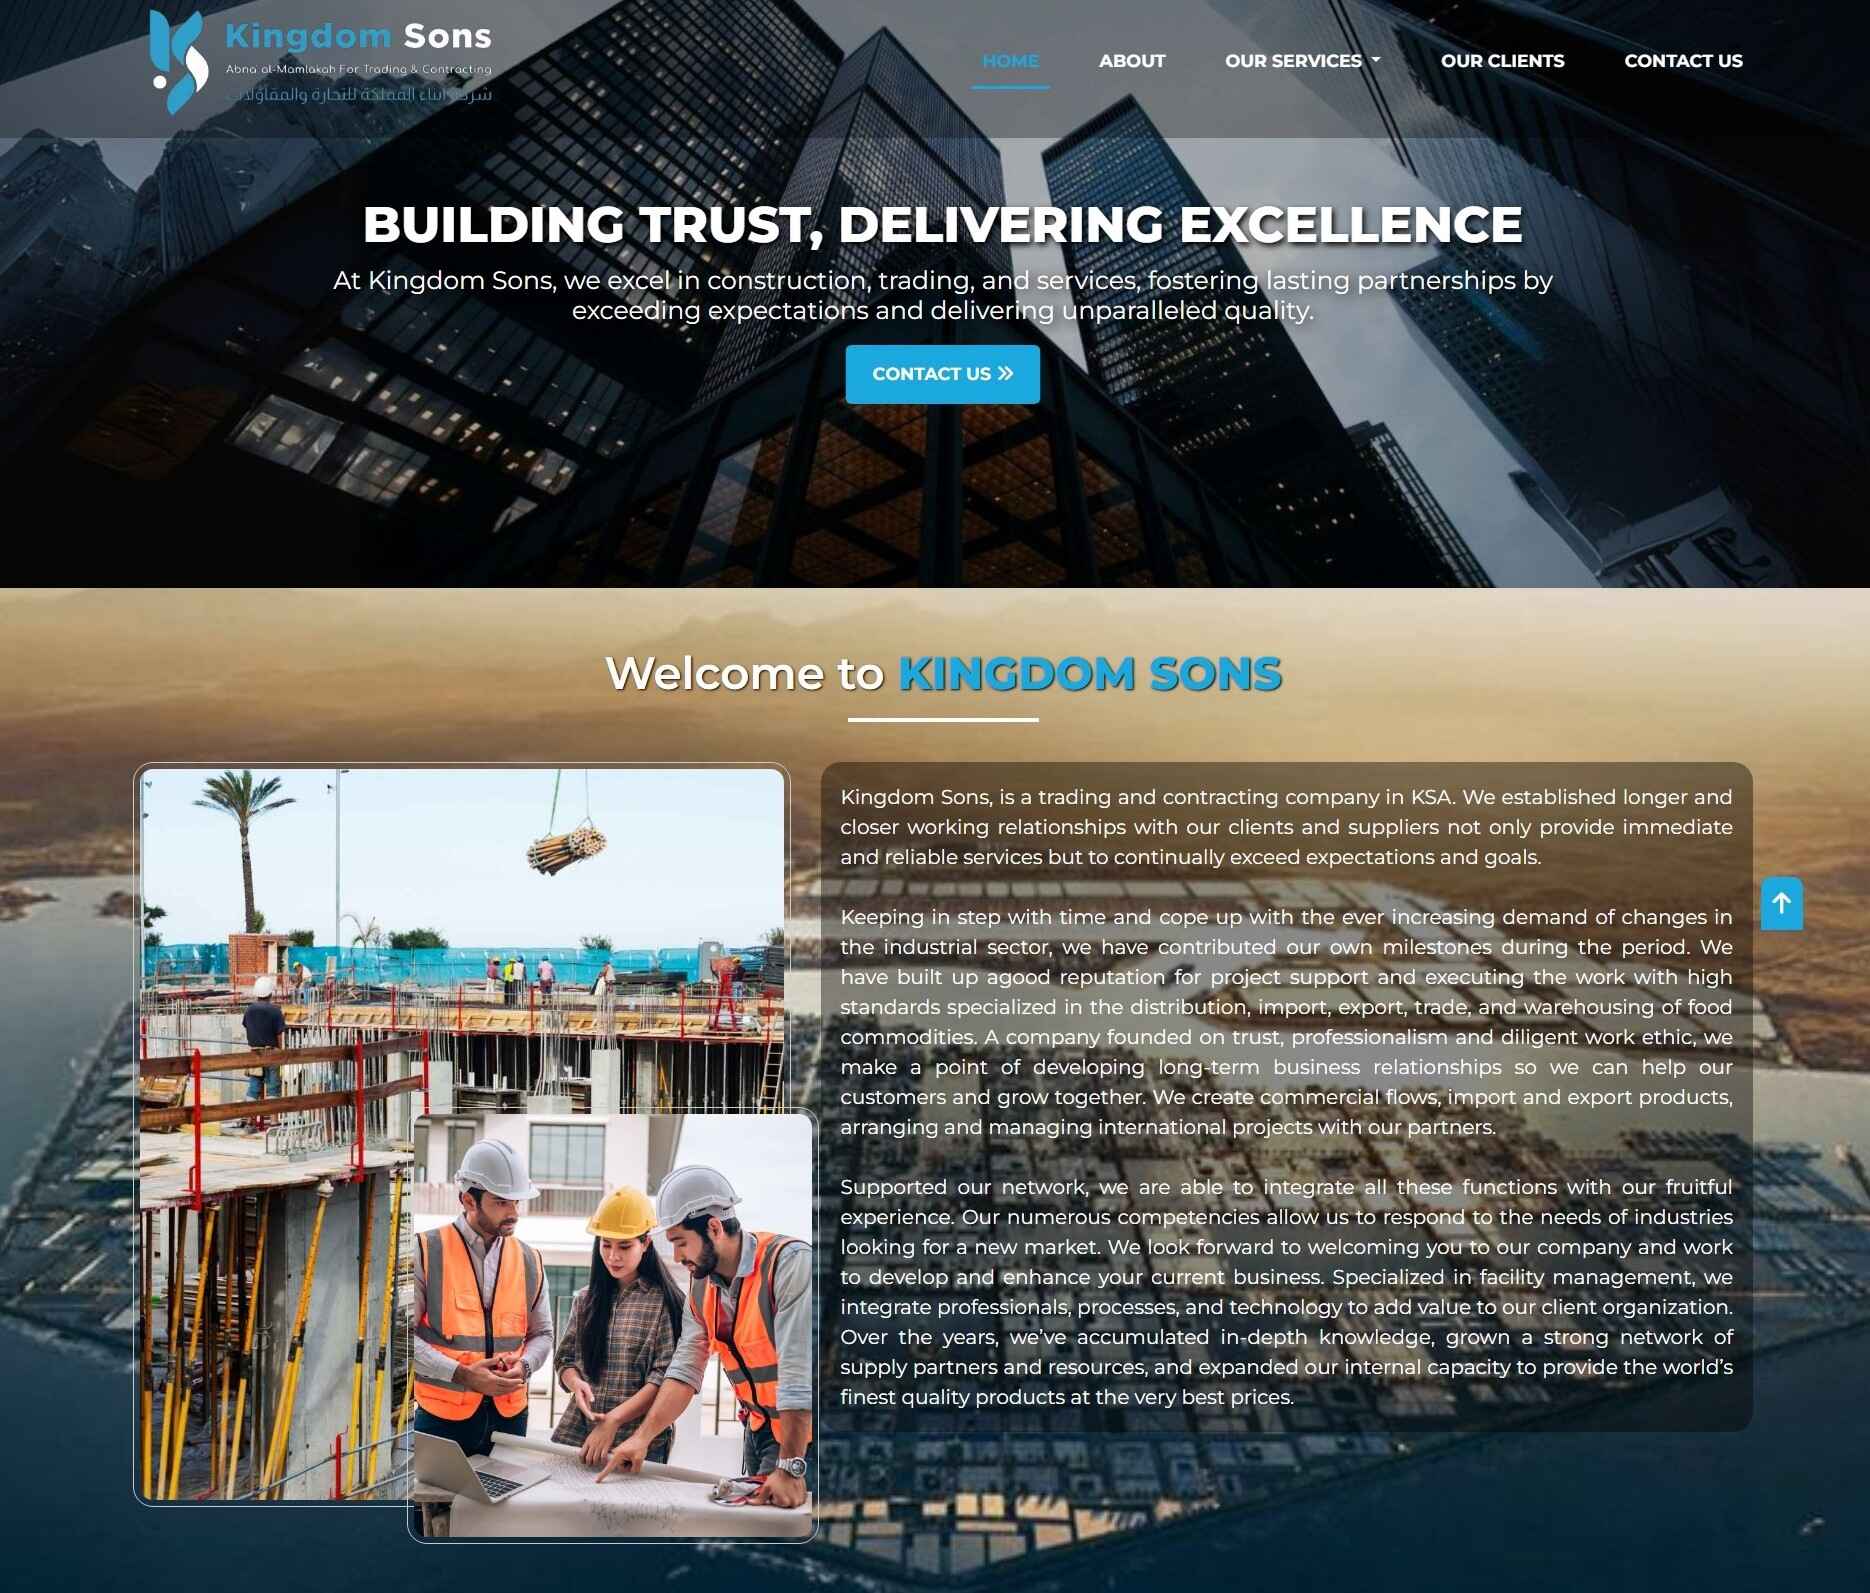 Kingdom Sons
Abna al-Mamlakah For Trading & Contracting
شركة ابناء المملكة للتجارة والمقاولات
HOME
ABOUT
OUR SERVICES
OUR CLIENTS
CONTACT US
BUILDING TRUST, DELIVERING EXCELLENCE
At Kingdom Sons, we excel in construction, trading, and services, fostering lasting partnerships by
exceeding expectations and delivering unparalleled quality.
CONTACT US
Welcome to KINGDOM SONS
Kingdom Sons, is a trading and contracting company in KSA. We established longer and
closer working relationships with our clients and suppliers not only provide immediate
and reliable services but to continually exceed expectations and goals.
Keeping in step with time and cope up with the ever increasing demand of changes in
the industrial sector, we have contributed our own milestones during the period. We
have built up agood reputation for project support and executing the work with high
standards specialized in the distribution, import, export, trade, and warehousing of food
commodities. A company founded on trust, professionalism and diligent work ethic, we
make a point of developing long-term business relationships so we can help our
customers and grow together. We create commercial flows, import and export products,
arranging and managing international projects with our partners.
Supported our network, we are able to integrate all these functions with our fruitful
experience. Our numerous competencies allow us to respond to the needs of industries
looking for a new market. We look forward to welcoming you to our company and work
to develop and enhance your current business. Specialized in facility management, we
integrate professionals, processes, and technology to add value to our client organization.
Over the years, we’ve accumulated in-depth knowledge, grown a strong network of
supply partners and resources, and expanded our internal capacity to provide the world’s
finest quality products at the very best prices.